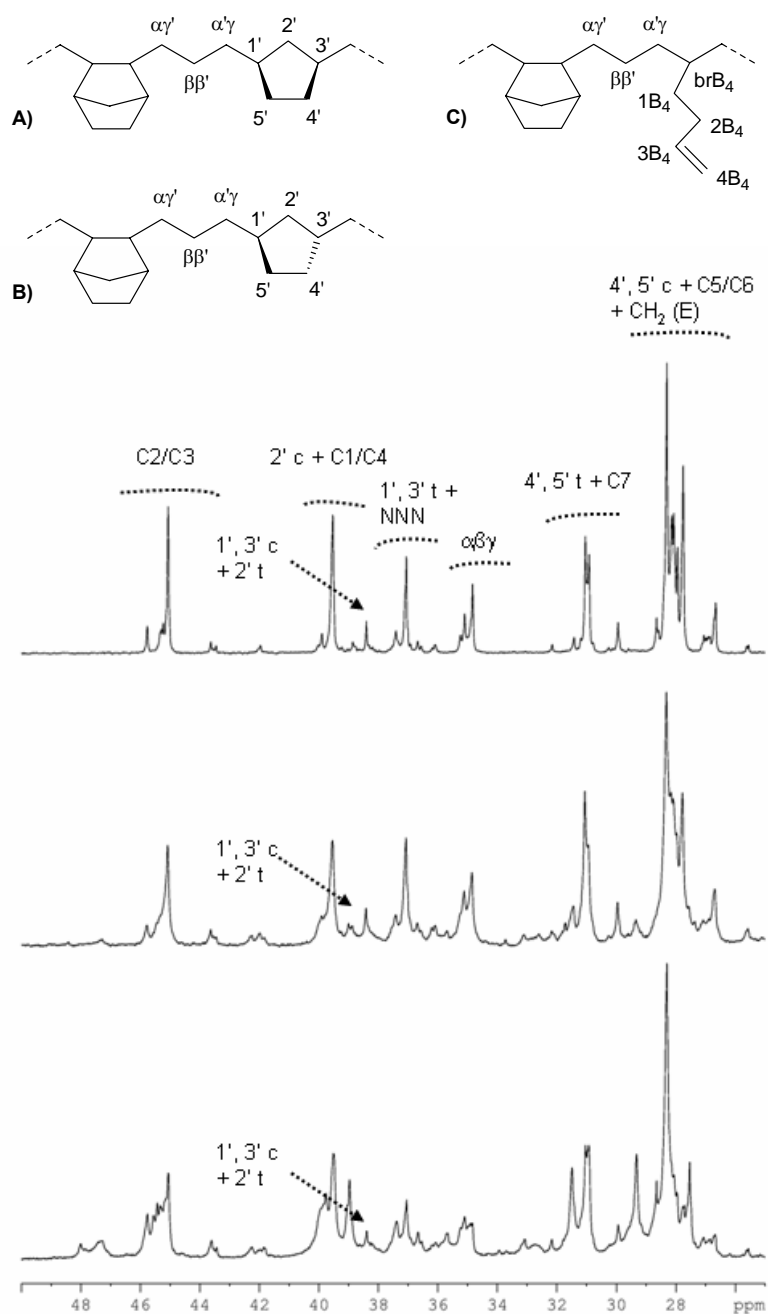 αγ' α'γ 1' 2' 3'
ββ'
5' 4'
A)
αγ' α'γ
ββ' brB₄
1B₄
2B₄
3B₄
4B₄
C)
αγ' α'γ 1' 2' 3'
ββ'
5' 4'
B)
4', 5' c + C5/C6
+ CH₂ (E)
C2/C3
2' c + C1/C4
1', 3' t +
NNN
4', 5' t + C7
αβγ
1', 3' c
+ 2' t
1', 3' c
+ 2' t
1', 3' c
+ 2' t
48 46 44 42 40 38 36 34 32 30 28 ppm